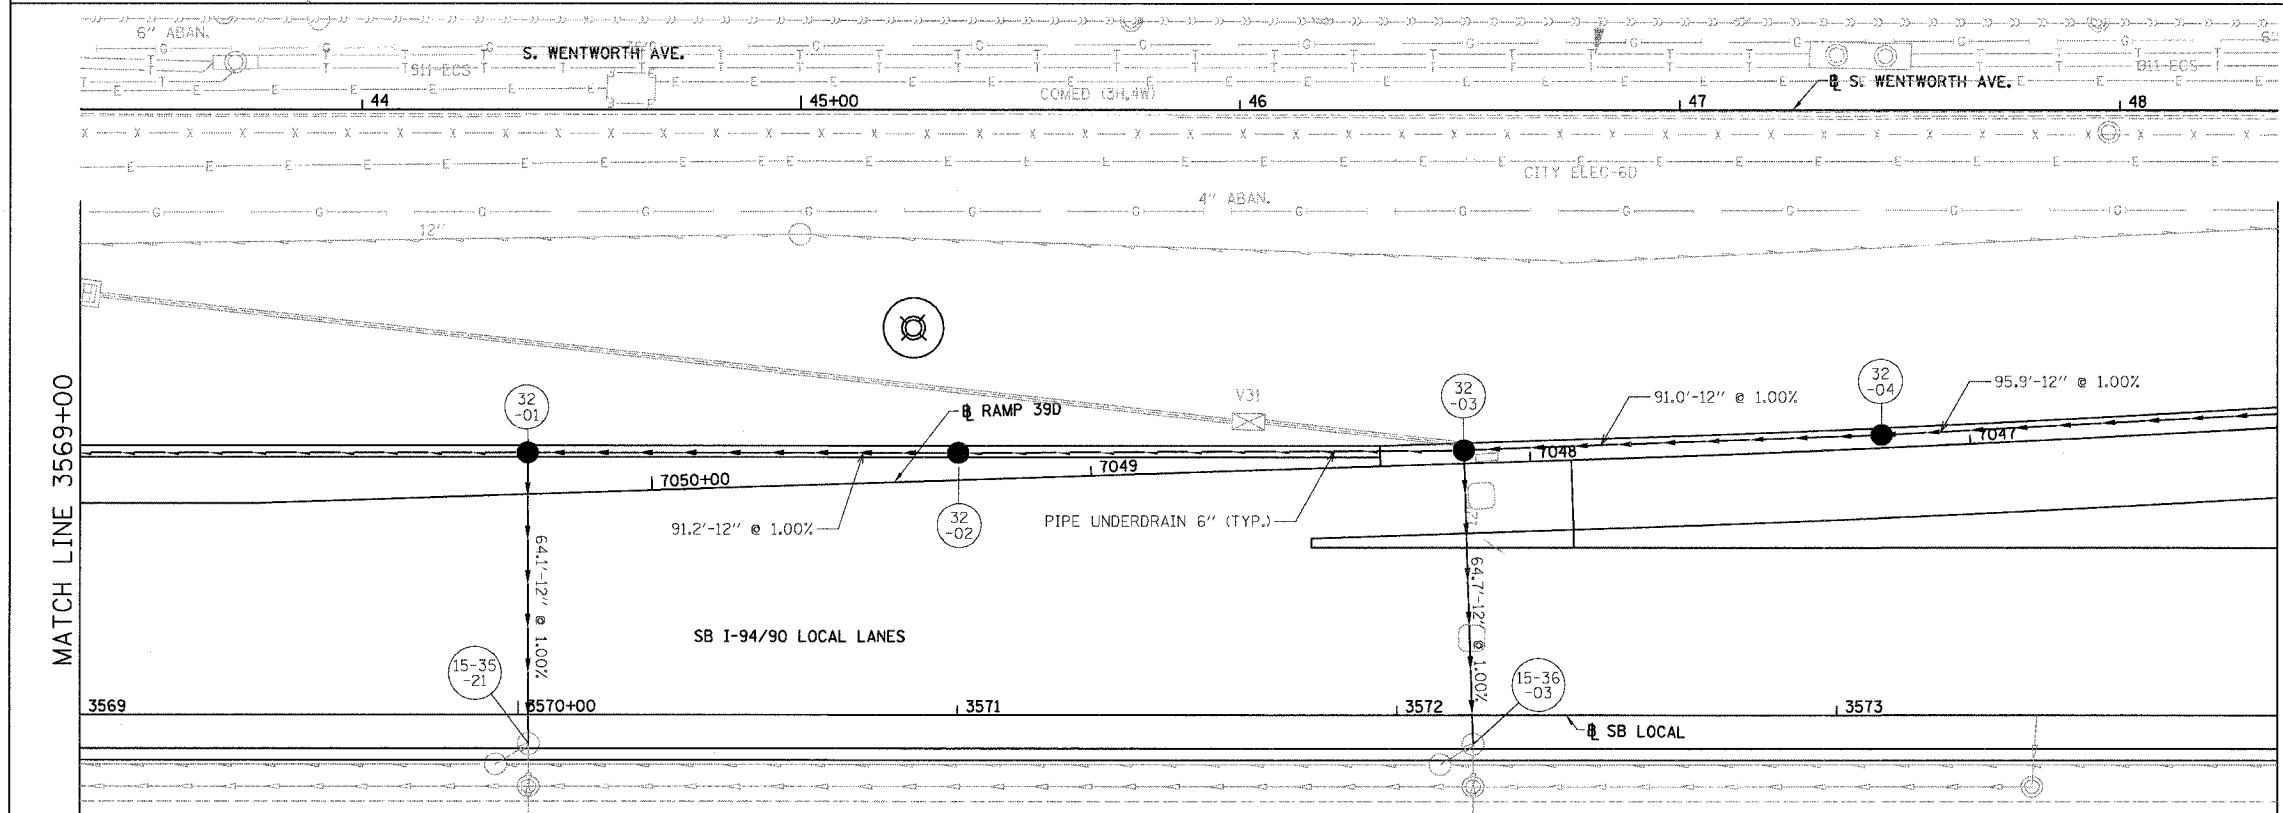 6" ABAN.
S. WENTWORTH AVE.
911-ECS
COMED (3H,4W)
℄ S. WENTWORTH AVE.
911-ECS
44
45+00
46
47
48
CITY ELEC-6D
4" ABAN.
12"
MATCH LINE 3569+00
32
-01
℄ RAMP 39D
V31
32
-03
91.0'-12" @ 1.00%
32
-04
95.9'-12" @ 1.00%
7050+00
7049
7048
7047
91.2'-12" @ 1.00%
32
-02
PIPE UNDERDRAIN 6" (TYP.)
64.1'-12" @ 1.00%
64.7'-12" @ 1.00%
SB I-94/90 LOCAL LANES
15-35
-21
15-36
-03
3569
3570+00
3571
3572
3573
℄ SB LOCAL